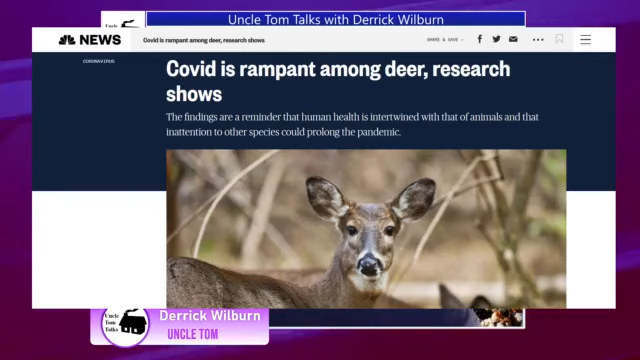 Uncle
Uncle Tom Talks with Derrick Wilburn
NEWS
Covid is rampant among deer, research shows
SHARE & SAVE
CORONAVIRUS
Covid is rampant among deer, research
shows
The findings are a reminder that human health is intertwined with that of animals and that
inattention to other species could prolong the pandemic.
Uncle
Tom
Talks
Derrick Wilburn
UNCLE TOM